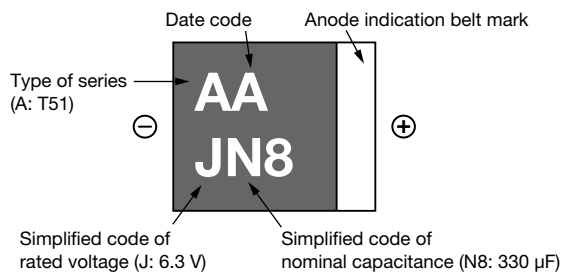 Date code
Anode indication belt mark
Type of series
(A: T51)
AA
⊖
⊕
JN8
Simplified code of
rated voltage (J: 6.3 V)
Simplified code of
nominal capacitance (N8: 330 µF)